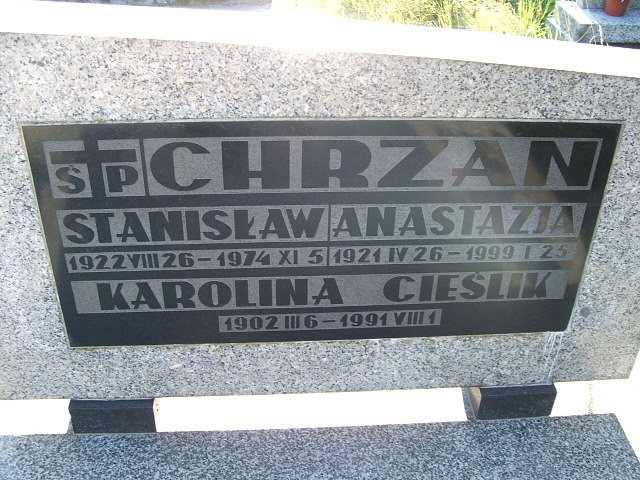 ŚP CHRZAN
STANISŁAW ANASTAZJA
1922 VIII 26 - 1974 XI 5 1921 IV 26 - 1999 I 25
KAROLINA CIEŚLIK
1902 III 6 - 1991 VIII 1